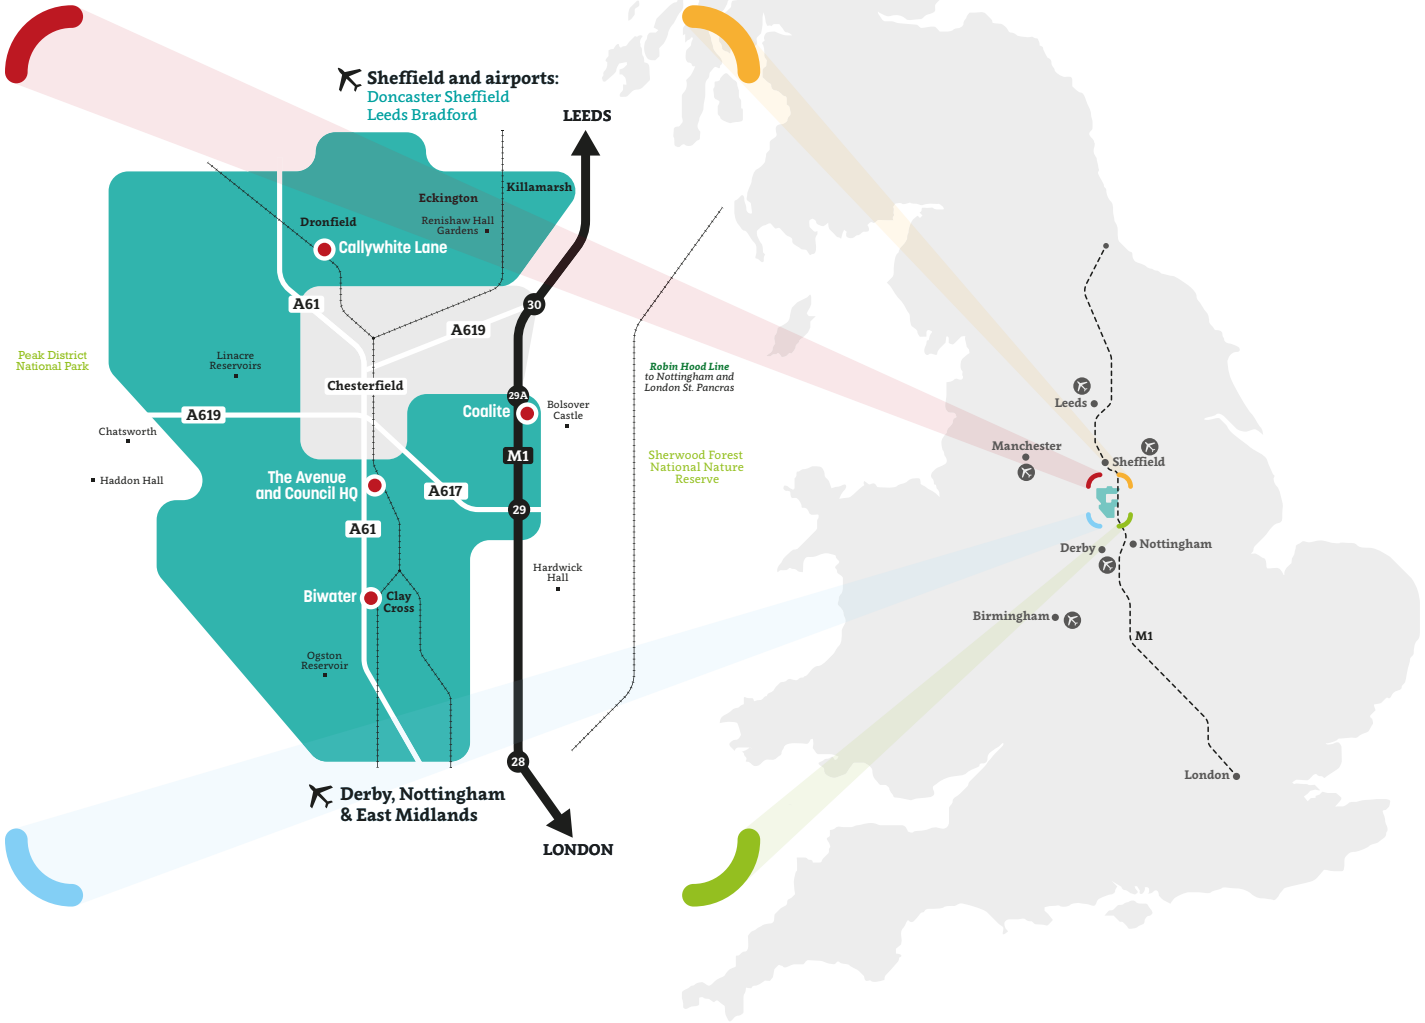 Sheffield and airports:
Doncaster Sheffield
Leeds Bradford
LEEDS
Killamarsh
Eckington
Renishaw Hall
Gardens
Dronfield
Callywhite Lane
A61
30
A619
Peak District
National Park
Linacre
Reservoirs
Chesterfield
29A
Coalite
Bolsover
Castle
A619
Chatsworth
M1
Haddon Hall
The Avenue
and Council HQ
A617
29
A61
Hardwick
Hall
Biwater
Clay
Cross
Ogston
Reservoir
28
Derby, Nottingham
& East Midlands
LONDON
Robin Hood Line
to Nottingham and
London St. Pancras
Sherwood Forest
National Nature
Reserve
Leeds
Manchester
Sheffield
Derby
Nottingham
Birmingham
M1
London